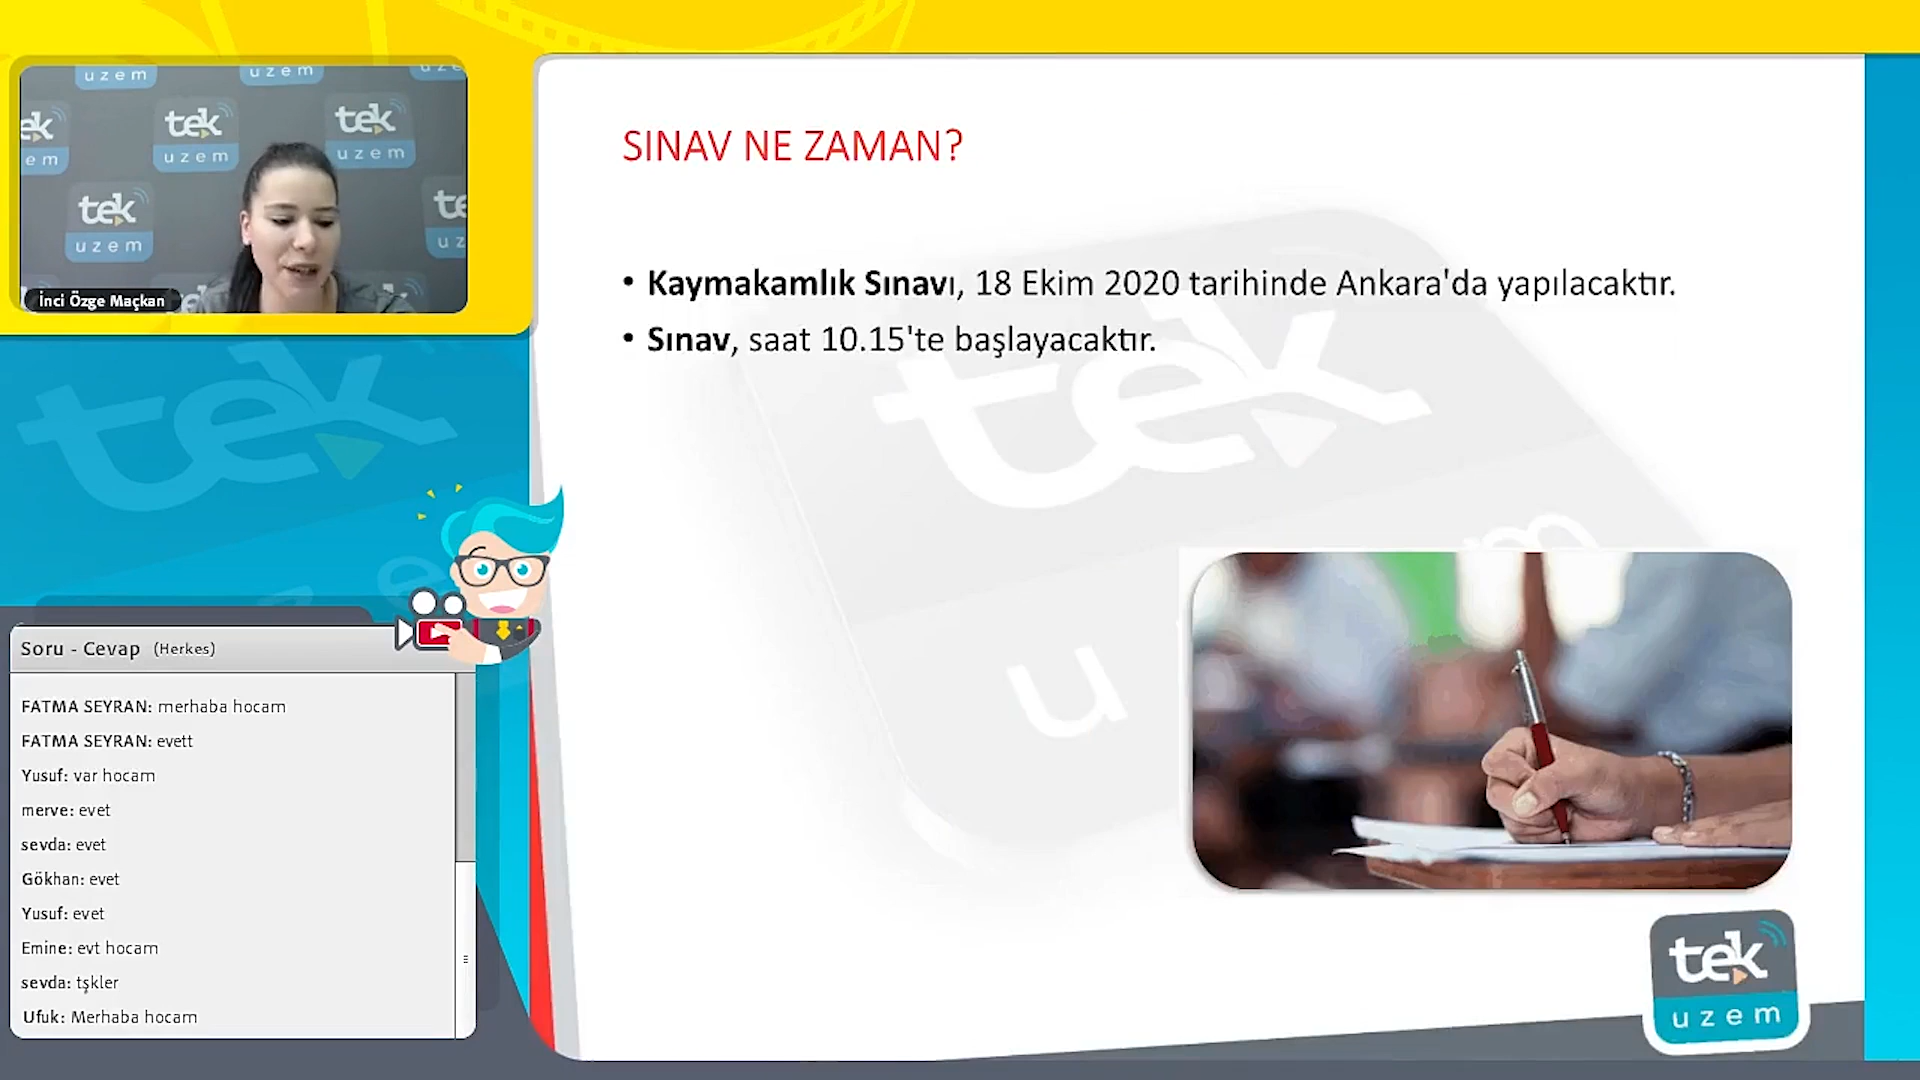 uzem
uzem
tek
uzem
tek
uzem
tek
uzem
İnci Özge Maçkan
SINAV NE ZAMAN?
• Kaymakamlık Sınavı, 18 Ekim 2020 tarihinde Ankara'da yapılacaktır.
• Sınav, saat 10.15'te başlayacaktır.
tek
tek
Soru - Cevap (Herkes)
FATMA SEYRAN: merhaba hocam
FATMA SEYRAN: evett
Yusuf: var hocam
merve: evet
sevda: evet
Gökhan: evet
Yusuf: evet
Emine: evt hocam
sevda: tşkler
Ufuk: Merhaba hocam
tek
uzem